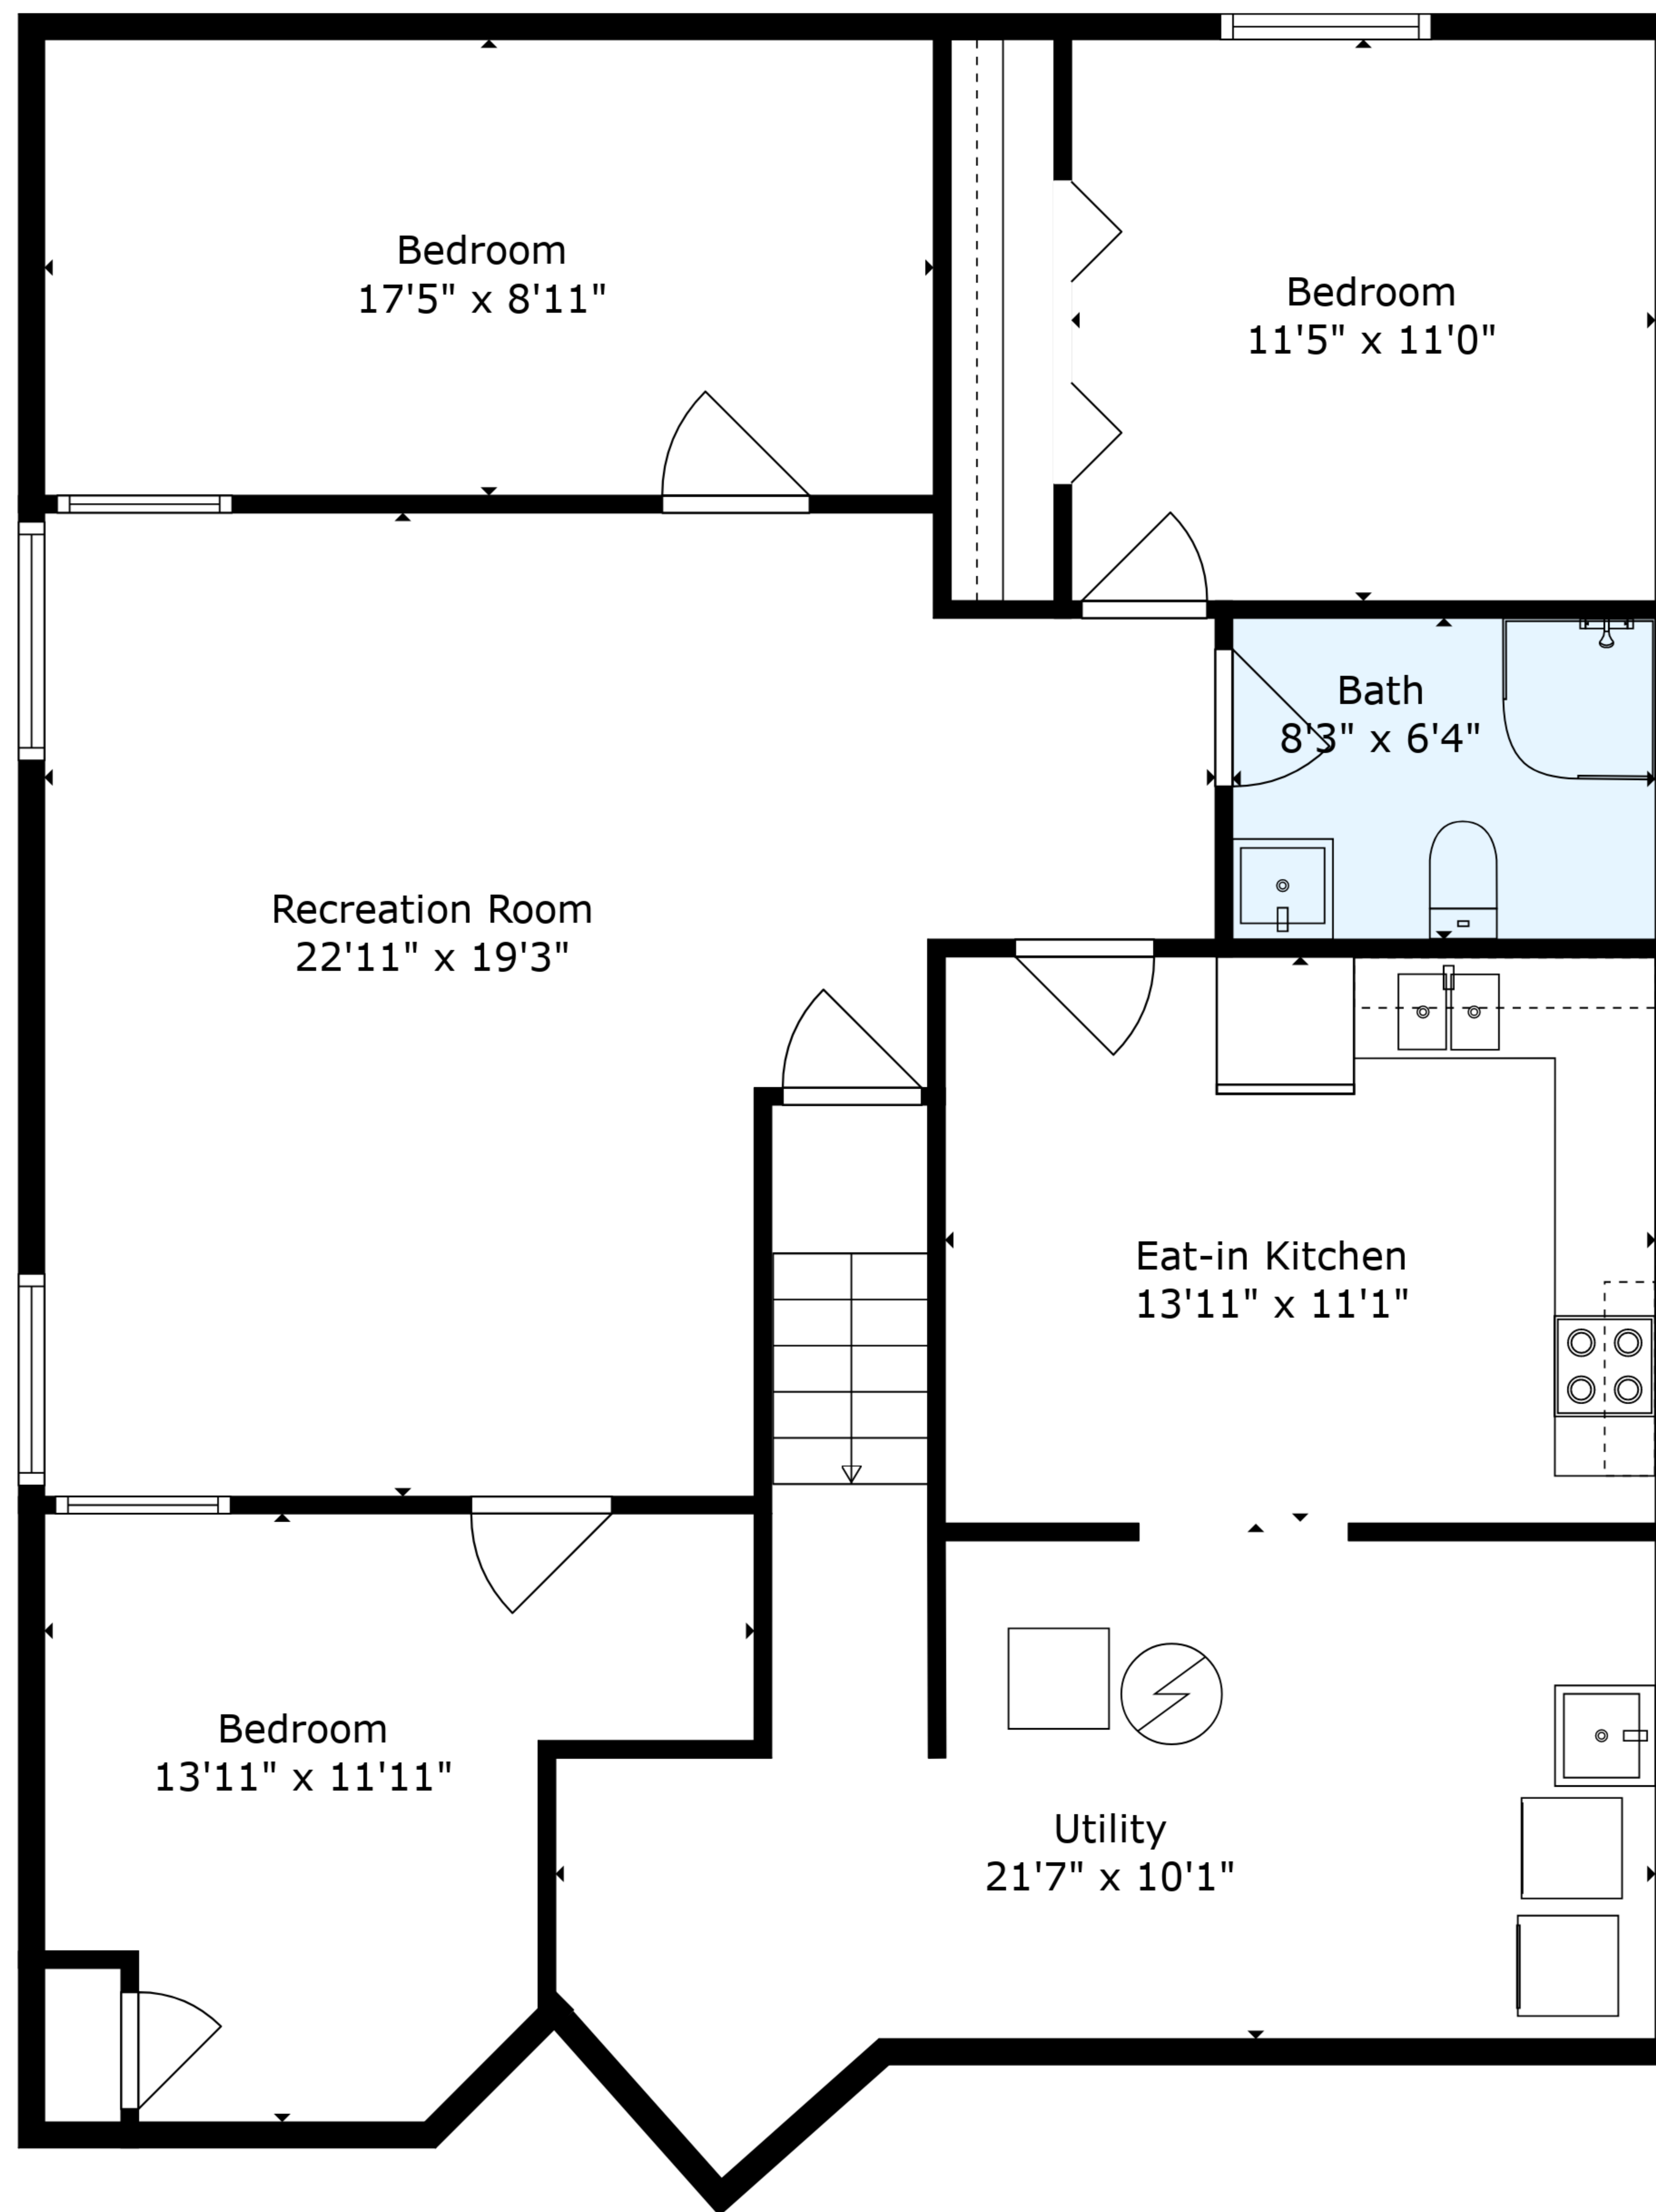 Bedroom
17'5" x 8'11"
Bedroom
11'5" x 11'0"
Bath
8'3" x 6'4"
Recreation Room
22'11" x 19'3"
Eat-in Kitchen
13'11" x 11'1"
Bedroom
13'11" x 11'11"
Utility
21'7" x 10'1"